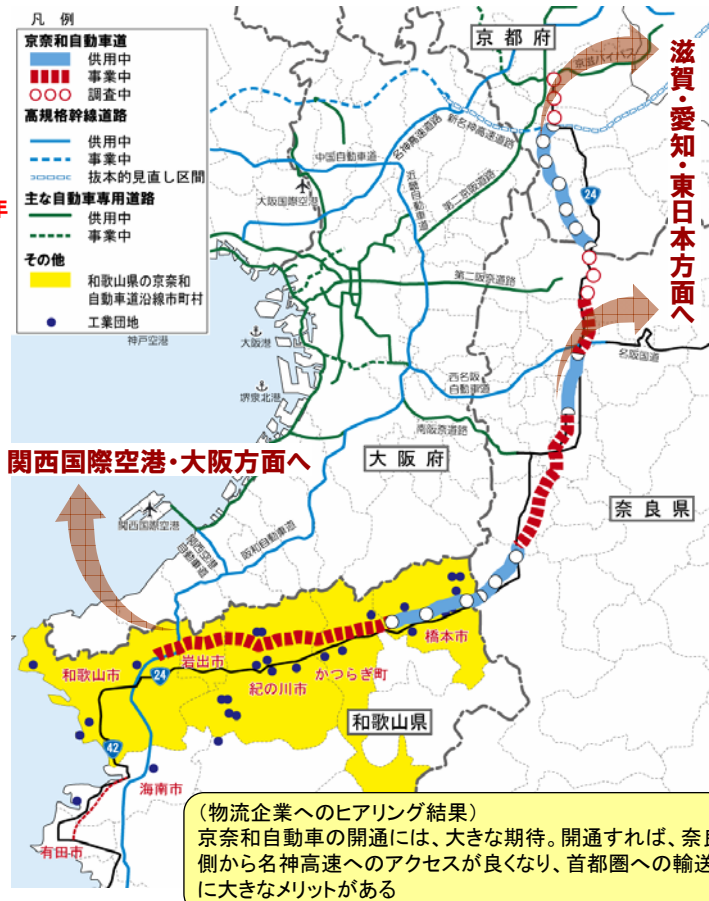 凡 例
京奈和自動車道
供用中
事業中
調査中
高規格幹線道路
供用中
事業中
抜本的見直し区間
主な自動車専用道路
供用中
事業中
その他
和歌山県の京奈和
自動車道沿線市町村
工業団地
年
京都府
京滋バイパス
滋賀・愛知・東日本方面へ
新名神高速道路
名神高速道路
中国自動車道
大阪国際空港
近畿自動車道
第二京阪道路
24
第二阪奈道路
神戸空港
大阪港
名阪国道
西名阪
自動車道
堺泉北港
南阪奈道路
大阪府
関西国際空港・大阪方面へ
奈良県
関西国際空港
関西空港
自動車道
阪和自動車道
橋本市
岩出市
和歌山市
24
かつらぎ町
紀の川市
和歌山県
42
海南市
有田市
（物流企業へのヒアリング結果）
京奈和自動車の開通には、大きな期待。開通すれば、奈良
側から名神高速へのアクセスが良くなり、首都圏への輸送
に大きなメリットがある